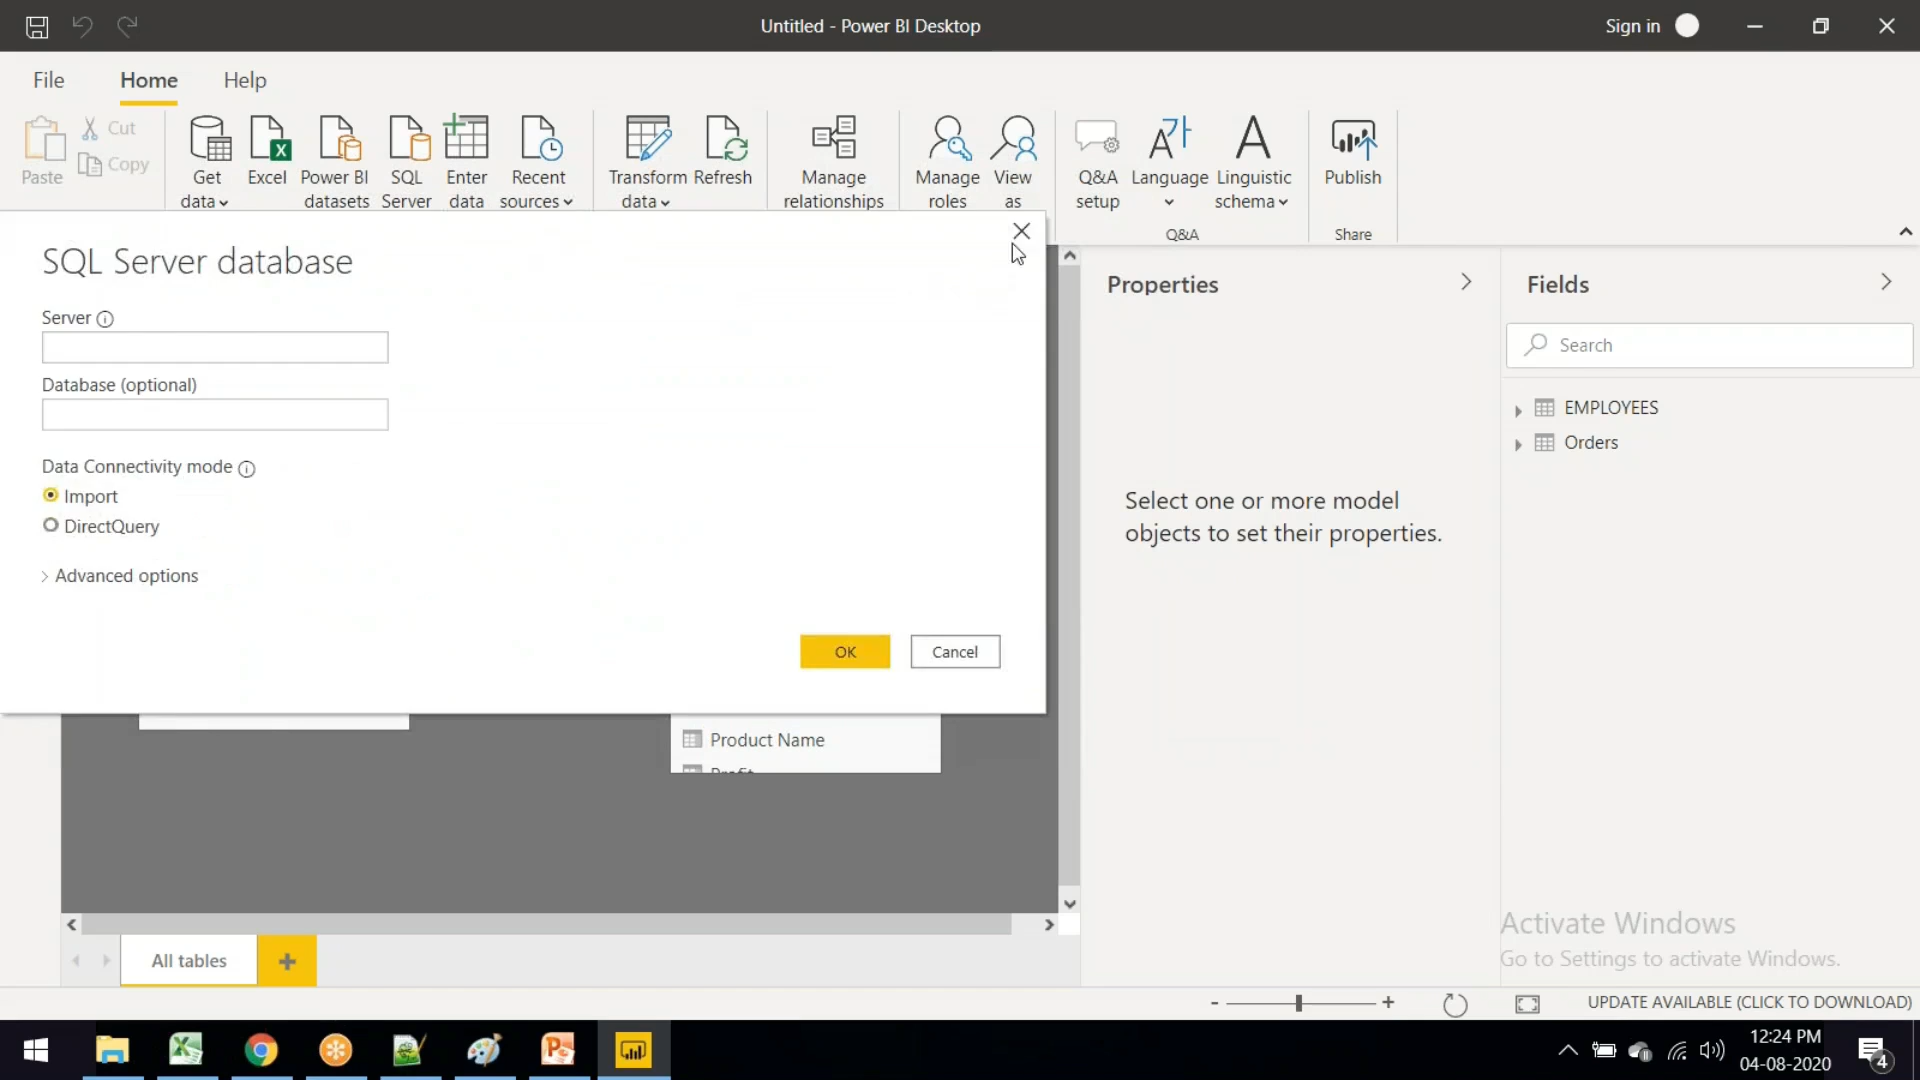 Untitled - Power BI Desktop
Sign in
File
Home
Help
Paste
Cut
Copy
Get data
Excel
Power BI datasets
SQL Server
Enter data
Recent sources
Transform data
Refresh
Manage relationships
Manage roles
View as
Q&A setup
Language
Linguistic schema
Publish
Q&A
Share
SQL Server database
Server
Database (optional)
Data Connectivity mode
Import
DirectQuery
Advanced options
OK
Cancel
Product Name
Profit
All tables
Properties
Select one or more model
objects to set their properties.
Fields
Search
EMPLOYEES
Orders
Activate Windows
Go to Settings to activate Windows.
UPDATE AVAILABLE (CLICK TO DOWNLOAD)
12:24 PM
04-08-2020
4